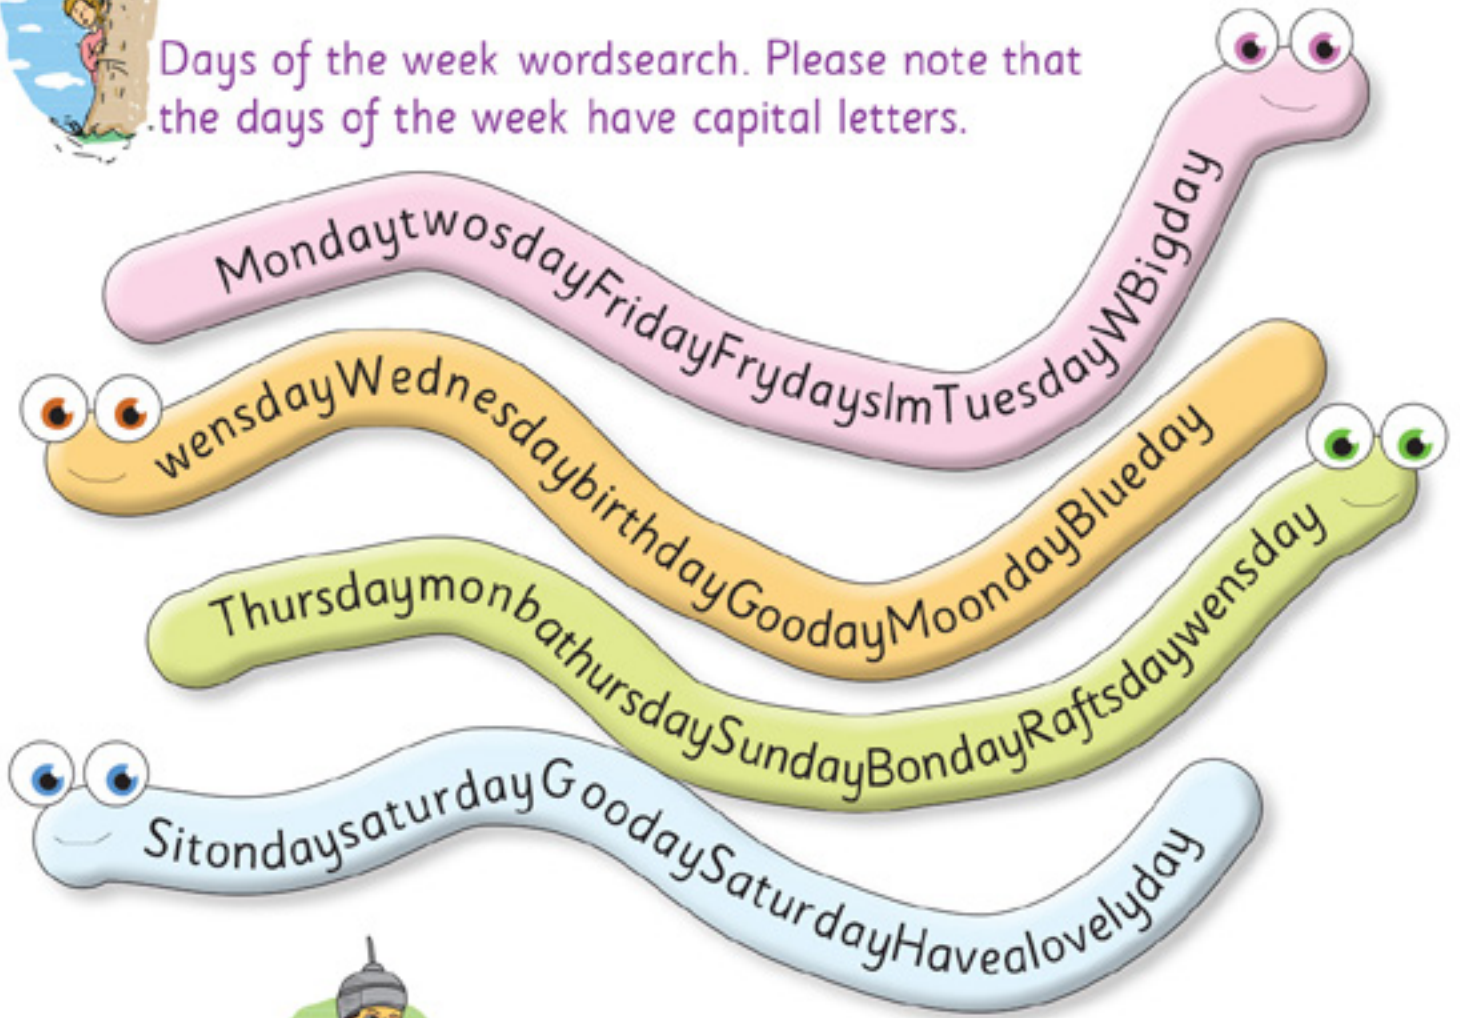 Days of the week wordsearch. Please note that
the days of the week have capital letters.
MondaytwosdayFridayFrydaysImTuesdayWBigday
wensdayWednesdaybirthdayGoodayMoondayBlueday
ThursdaymonbathursdaySundayBondayRaftsdaywensday
SitondaysaturdayGoodaySaturdayHavealovelyday